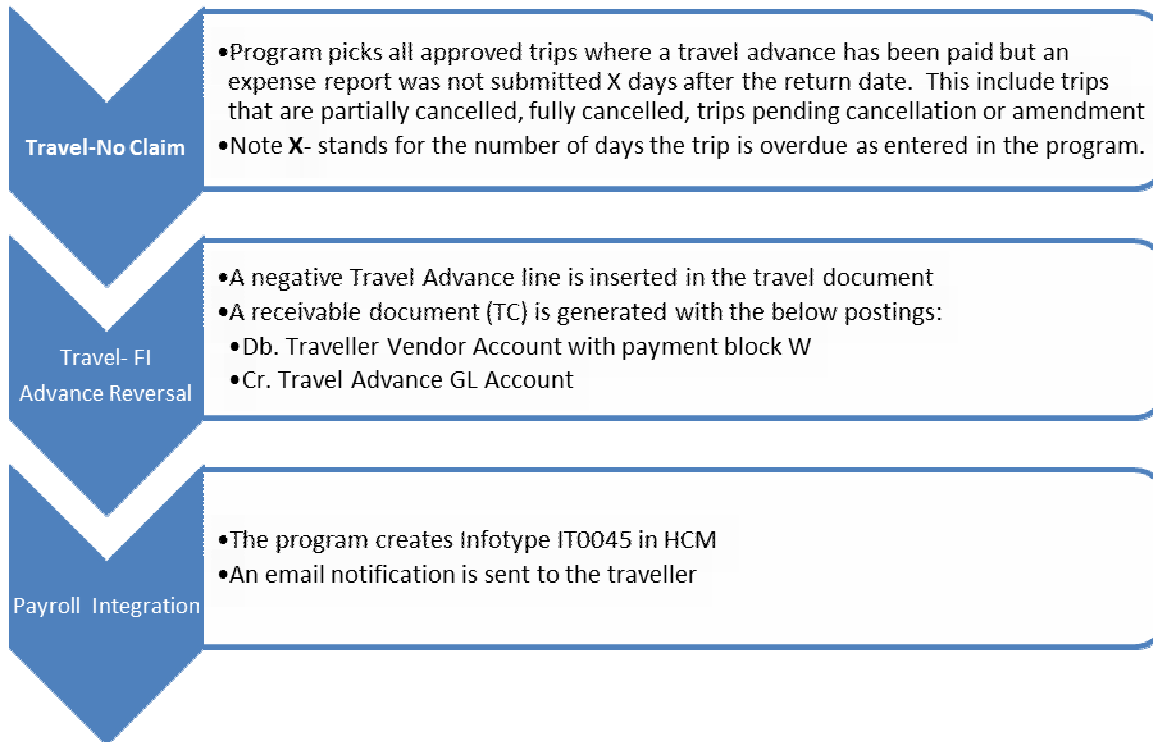 Travel-No Claim
•Program picks all approved trips where a travel advance has been paid but an
expense report was not submitted X days after the return date.  This include trips
that are partially cancelled, fully cancelled, trips pending cancellation or amendment
•Note X- stands for the number of days the trip is overdue as entered in the program.
Travel- FI
Advance Reversal
•A negative Travel Advance line is inserted in the travel document
•A receivable document (TC) is generated with the below postings:
•Db. Traveller Vendor Account with payment block W
•Cr. Travel Advance GL Account
Payroll  Integration
•The program creates Infotype IT0045 in HCM
•An email notification is sent to the traveller